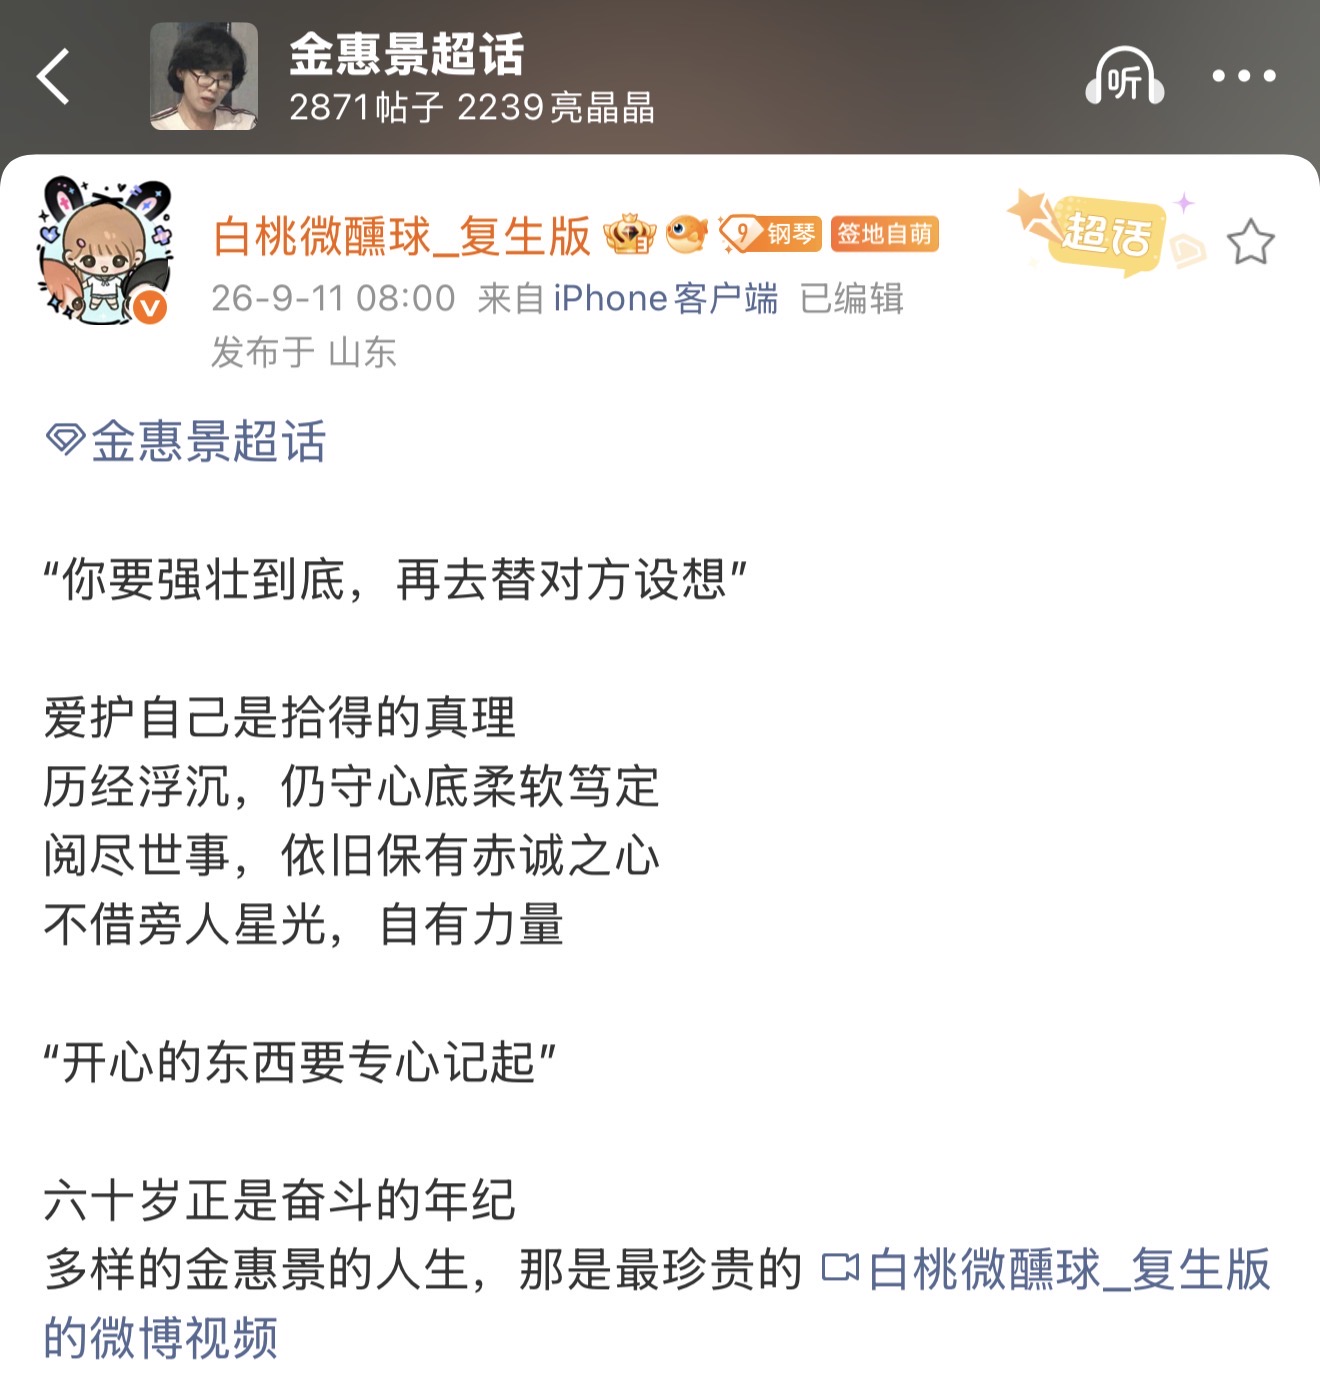 金惠景超话
2871帖子 2239亮晶晶
听
白桃微醺球_复生版 3 9 钢琴 签地自萌
超话
26-9-11 08:00 来自 iPhone客户端 已编辑
发布于 山东
金惠景超话
“你要强壮到底，再去替对方设想”
爱护自己是拾得的真理
历经浮沉，仍守心底柔软笃定
阅尽世事，依旧保有赤诚之心
不借旁人星光，自有力量
“开心的东西要专心记起”
六十岁正是奋斗的年纪
多样的金惠景的人生，那是最珍贵的 白桃微醺球_复生版
的微博视频